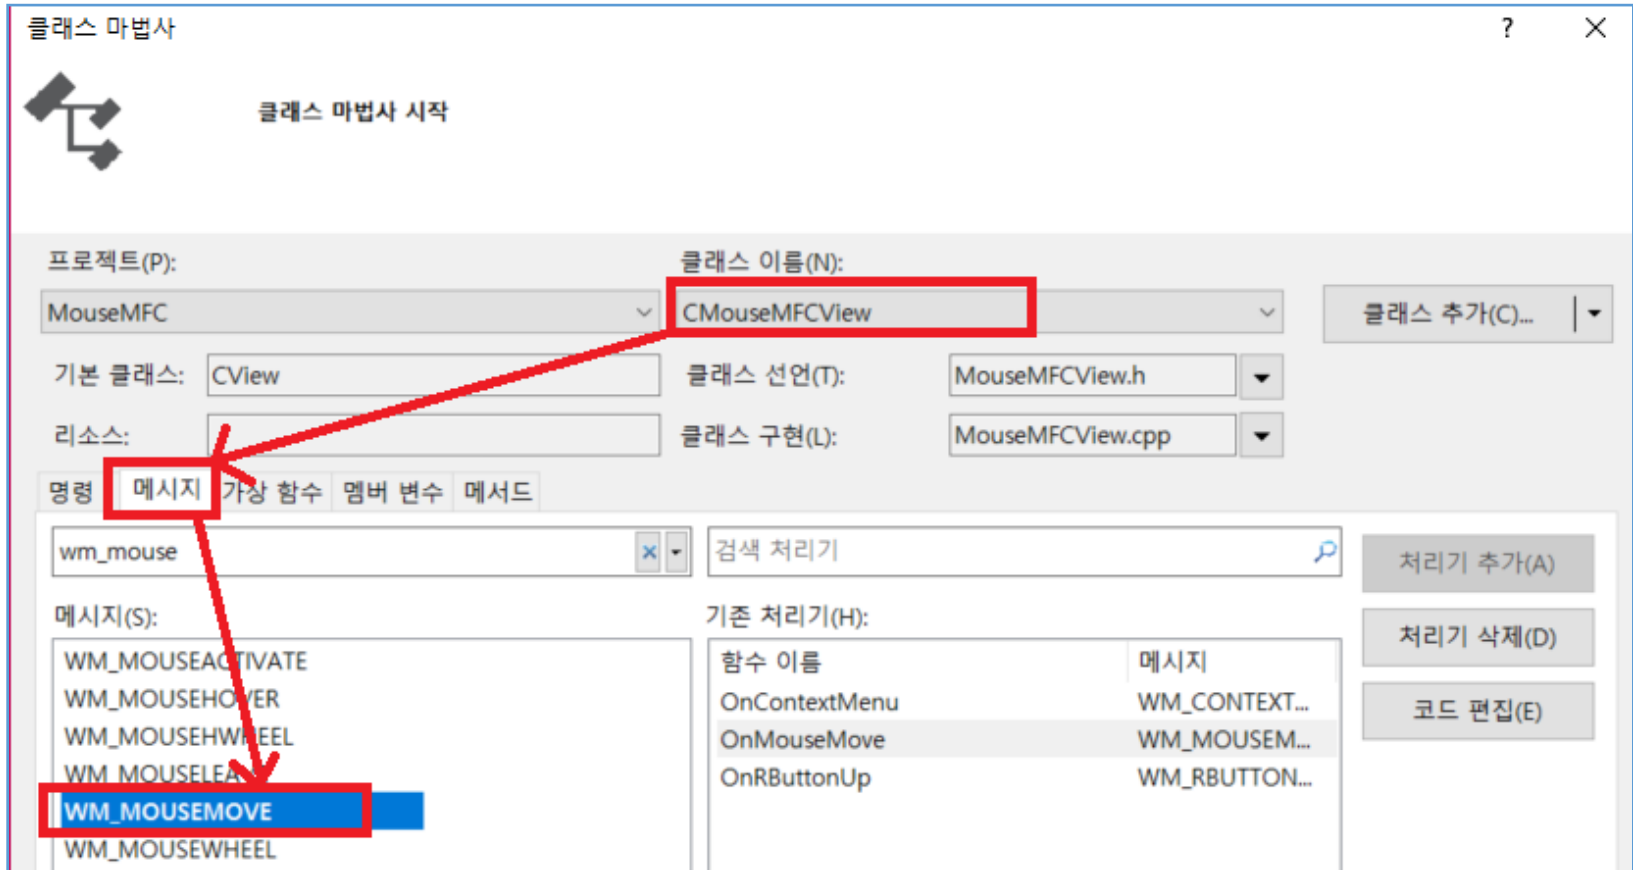 클래스 마법사
클래스 마법사 시작
프로젝트(P): 클래스 이름(N):
MouseMFC CMouseMFCView 클래스 추가(C)...
기본 클래스: CView 클래스 선언(T): MouseMFCView.h
리소스: 클래스 구현(L): MouseMFCView.cpp
명령 메시지 가상 함수 멤버 변수 메서드
wm_mouse 검색 처리기 처리기 추가(A)
메시지(S): 기존 처리기(H):
처리기 삭제(D)
WM_MOUSEACTIVATE 함수 이름 메시지
WM_MOUSEHOVER OnContextMenu WM_CONTEXT... 코드 편집(E)
WM_MOUSEHWHEEL OnMouseMove WM_MOUSEM...
WM_MOUSELEAVE OnRButtonUp WM_RBUTTON...
WM_MOUSEMOVE
WM_MOUSEWHEEL